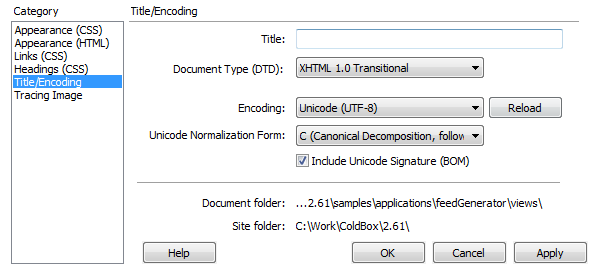 Category
Appearance (CSS)
Appearance (HTML)
Links (CSS)
Headings (CSS)
Title/Encoding
Tracing Image
Title/Encoding
Title:
Document Type (DTD): XHTML 1.0 Transitional
Encoding: Unicode (UTF-8) Reload
Unicode Normalization Form: C (Canonical Decomposition, follow
Include Unicode Signature (BOM)
Document folder: ...2.61\samples\applications\feedGenerator\views\
Site folder: C:\Work\ColdBox\2.61\
Help OK Cancel Apply